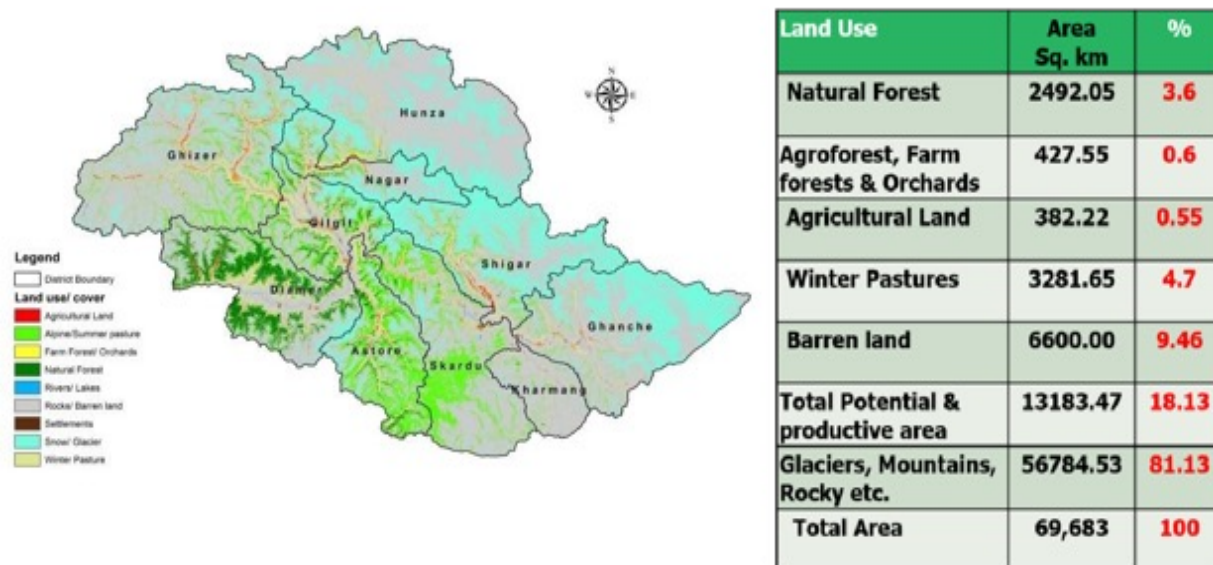 N
W E
S
Hunza
Ghizer
Nagar
Gilgit
Shigar
Diamer
Ghanche
Astore
Skardu
Kharmang
Legend
District Boundary
Land use/ cover
Agricultural Land
Alpine/Summer pasture
Farm Forest/ Orchards
Natural Forest
Rivers/ Lakes
Rocks/ Barren land
Settlements
Snow/ Glacier
Winter Pasture
Land Use Area %
Sq. km
Natural Forest 2492.05 3.6
Agroforest, Farm 427.55 0.6
forests & Orchards
Agricultural Land 382.22 0.55
Winter Pastures 3281.65 4.7
Barren land 6600.00 9.46
Total Potential & 13183.47 18.13
productive area
Glaciers, Mountains, 56784.53 81.13
Rocky etc.
Total Area 69,683 100